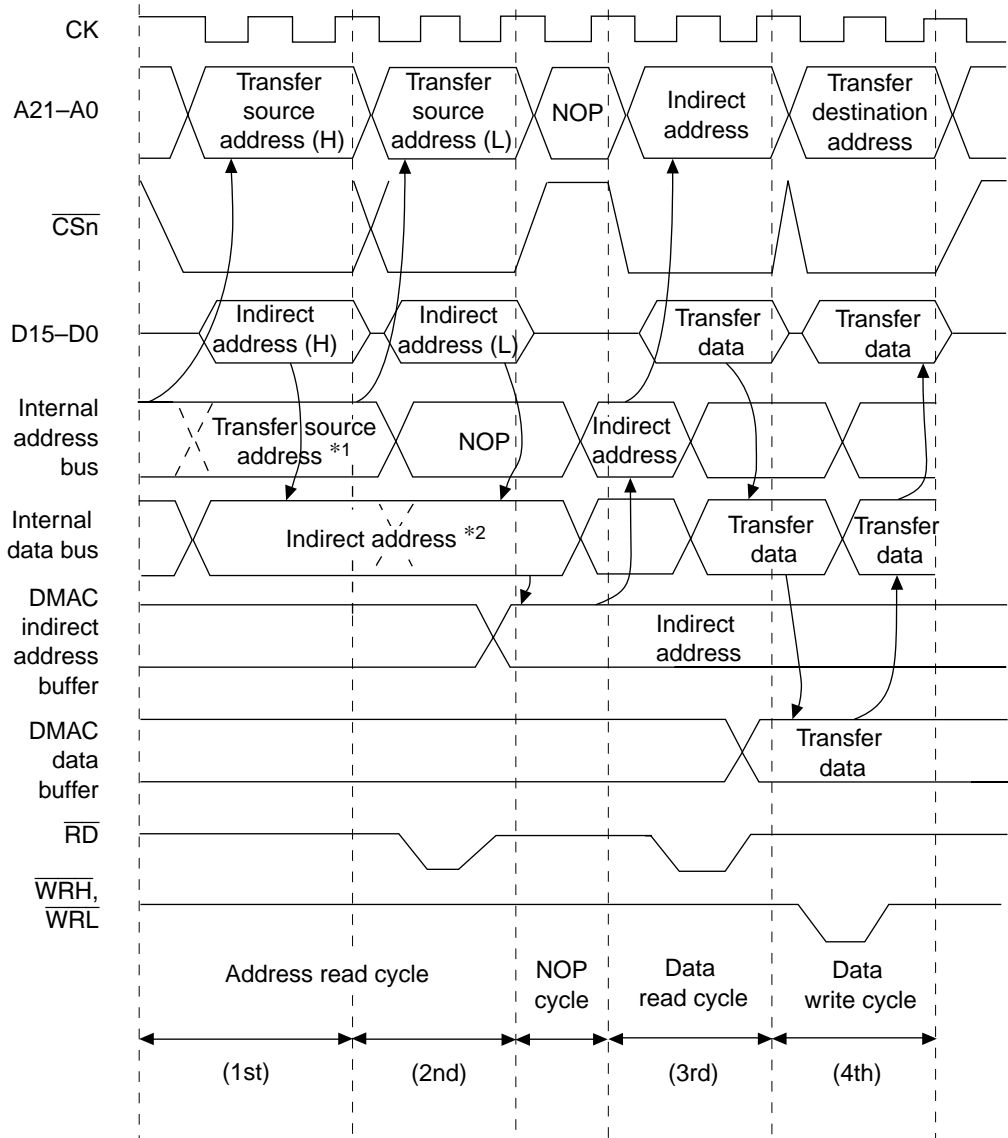 CK
A21–A0
Transfer
source
address (H)
Transfer
source
address (L)
NOP
Indirect
address
Transfer
destination
address
CSn
D15–D0
Indirect
address (H)
Indirect
address (L)
Transfer
data
Transfer
data
Internal
address
bus
Transfer source
address *1
NOP
Indirect
address
Internal
data bus
Indirect address *2
Transfer
data
Transfer
data
DMAC
indirect
address
buffer
Indirect
address
DMAC
data
buffer
Transfer
data
RD
WRH,
WRL
Address read cycle
NOP
cycle
Data
read cycle
Data
write cycle
(1st)
(2nd)
(3rd)
(4th)